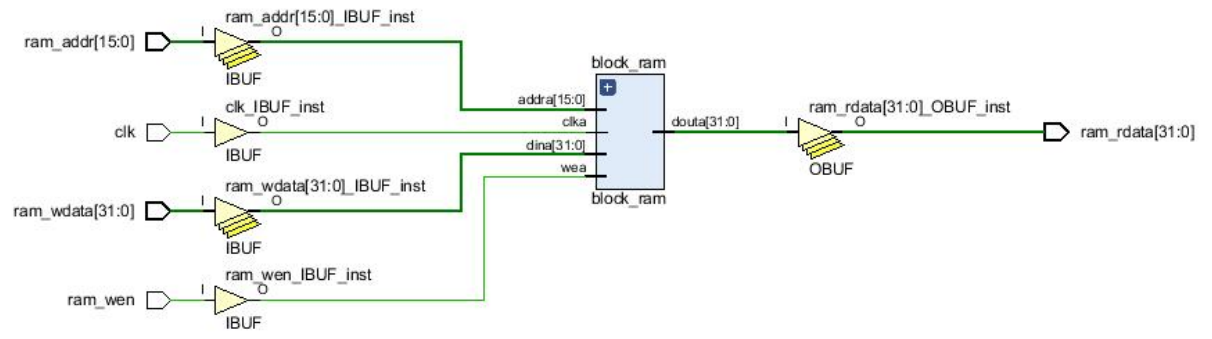 ram_addr[15:0]_IBUF_inst
ram_addr[15:0]
I
O
IBUF
clk_IBUF_inst
clk
I
O
IBUF
ram_wdata[31:0]_IBUF_inst
ram_wdata[31:0]
I
O
IBUF
ram_wen_IBUF_inst
ram_wen
I
O
IBUF
block_ram
+
addra[15:0]
clka
dina[31:0]
wea
douta[31:0]
block_ram
ram_rdata[31:0]_OBUF_inst
I
O
OBUF
ram_rdata[31:0]